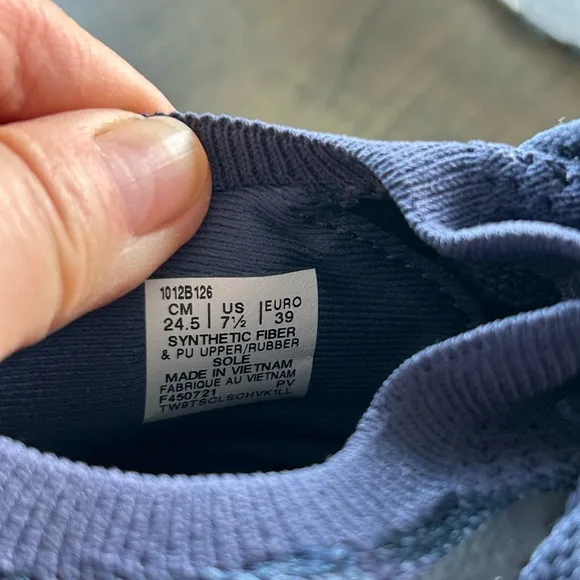 1012B126
CM | US | EURO
24.5 | 7½ | 39
SYNTHETIC FIBER
& PU UPPER/RUBBER
SOLE
MADE IN VIETNAM
FABRIQUE AU VIETNAM
F450721 PV
TW9TSCLSCHVK1LL